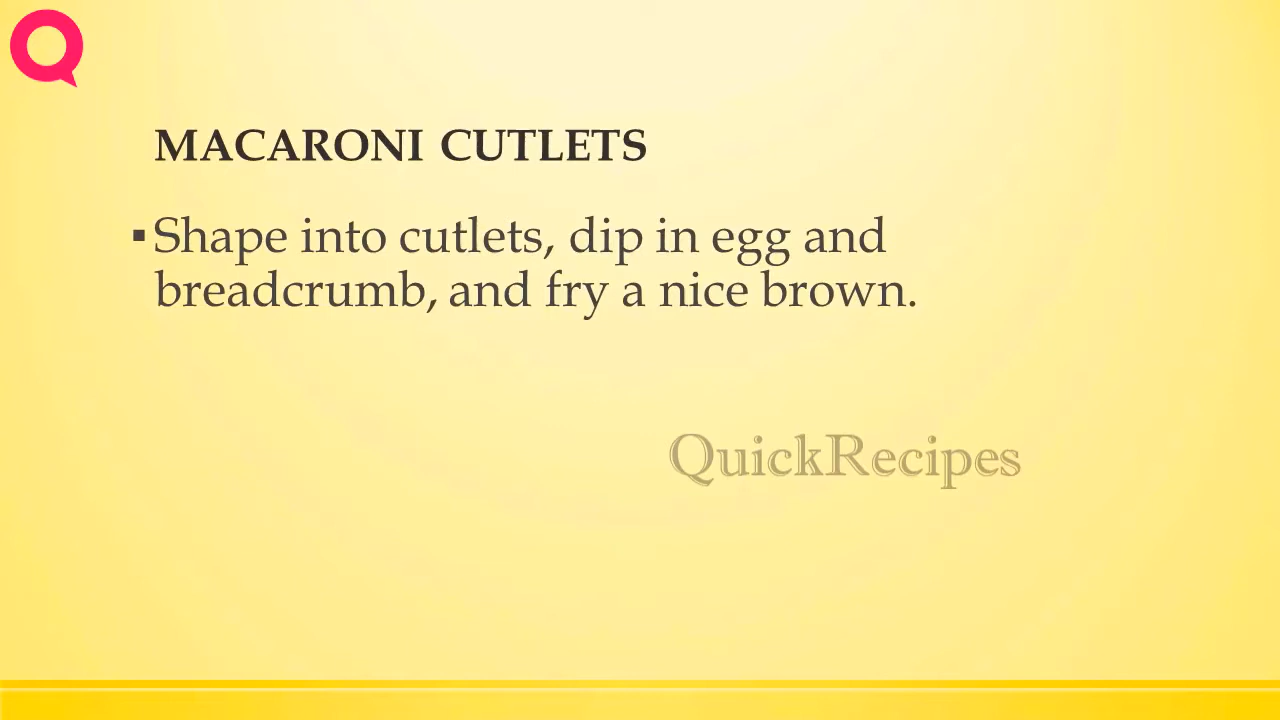 MACARONI CUTLETS
▪Shape into cutlets, dip in egg and
breadcrumb, and fry a nice brown.
QuickRecipes